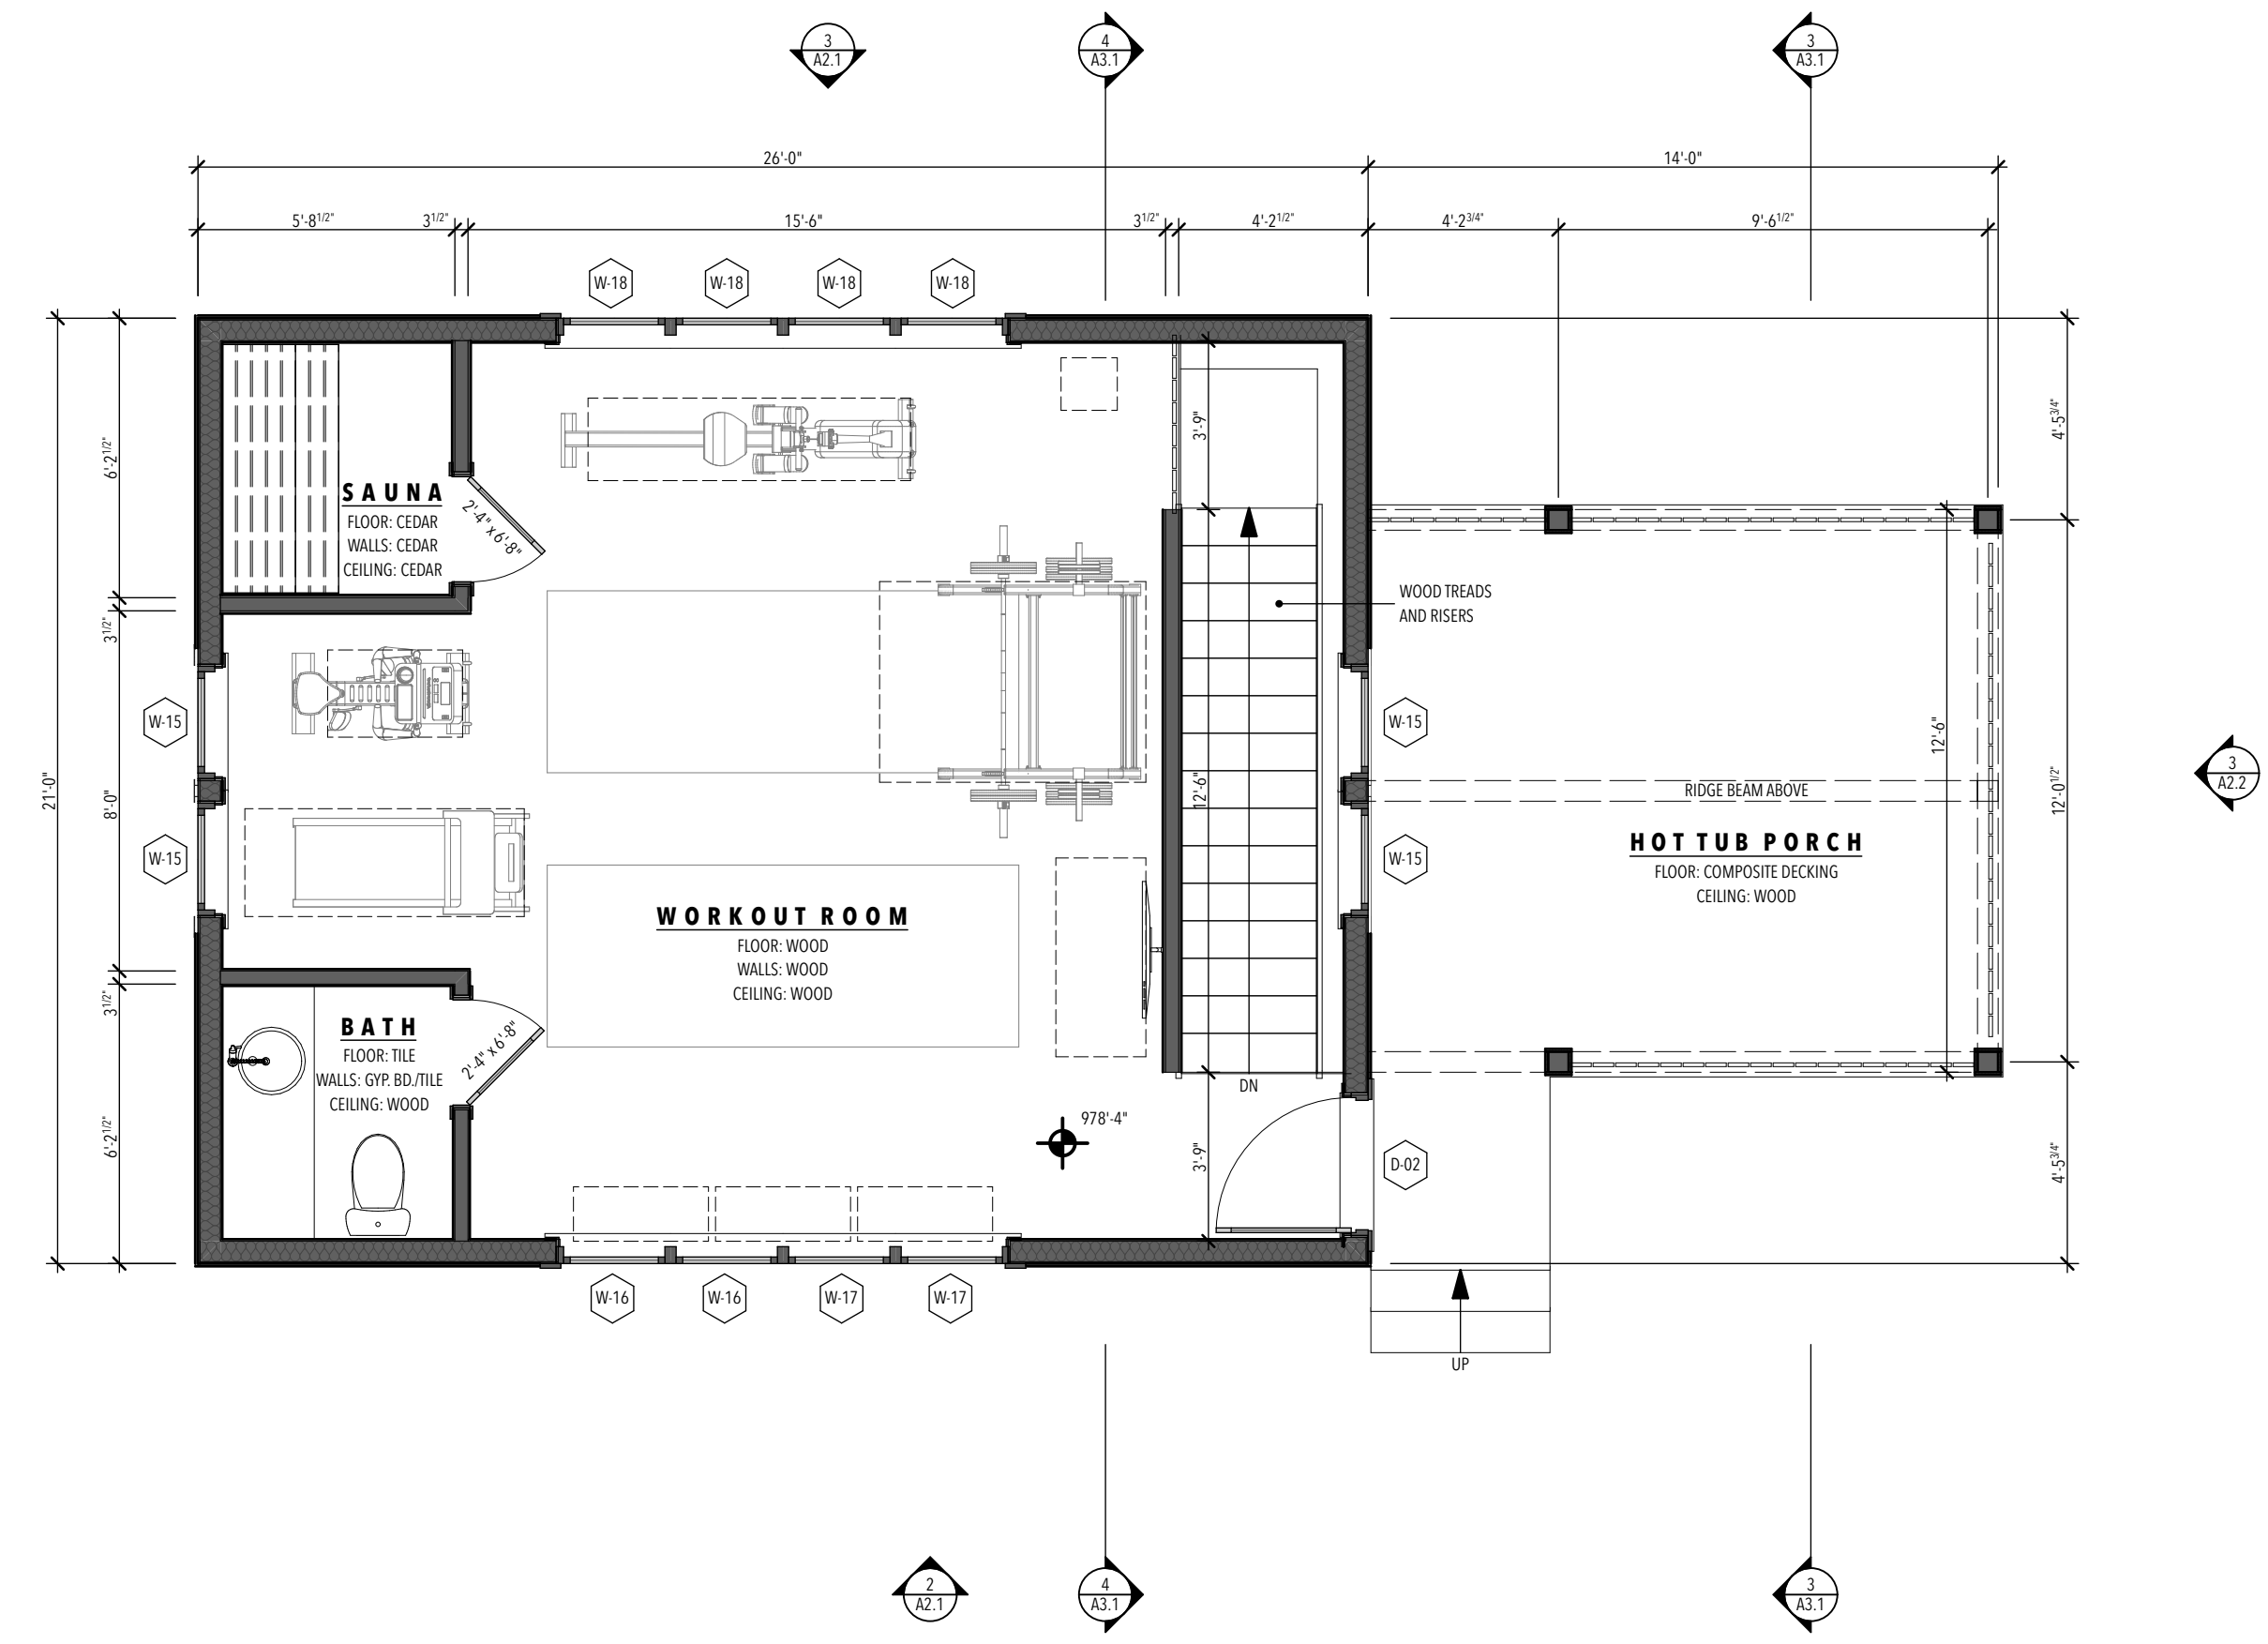 3
A2.1
4
A3.1
3
A3.1
26'-0"
14'-0"
5'-8 1/2"
3 1/2"
15'-6"
3 1/2"
4'-2 1/2"
4'-2 3/4"
9'-6 1/2"
W-18
W-18
W-18
W-18
6'-2 1/2"
3'-9"
4'-5 3/4"
SAUNA
FLOOR: CEDAR
WALLS: CEDAR
CEILING: CEDAR
2'-4" x 6'-8"
WOOD TREADS
AND RISERS
3 1/2"
W-15
W-15
12'-6"
3
A2.2
21'-0"
8'-0"
12'-6"
RIDGE BEAM ABOVE
12'-0 1/2"
HOT TUB PORCH
FLOOR: COMPOSITE DECKING
CEILING: WOOD
W-15
W-15
WORKOUT ROOM
FLOOR: WOOD
WALLS: WOOD
CEILING: WOOD
3 1/2"
BATH
FLOOR: TILE
WALLS: GYP. BD./TILE
CEILING: WOOD
2'-4" x 6'-8"
DN
978'-4"
6'-2 1/2"
3'-9"
D-02
4'-5 3/4"
W-16
W-16
W-17
W-17
UP
2
A2.1
4
A3.1
3
A3.1